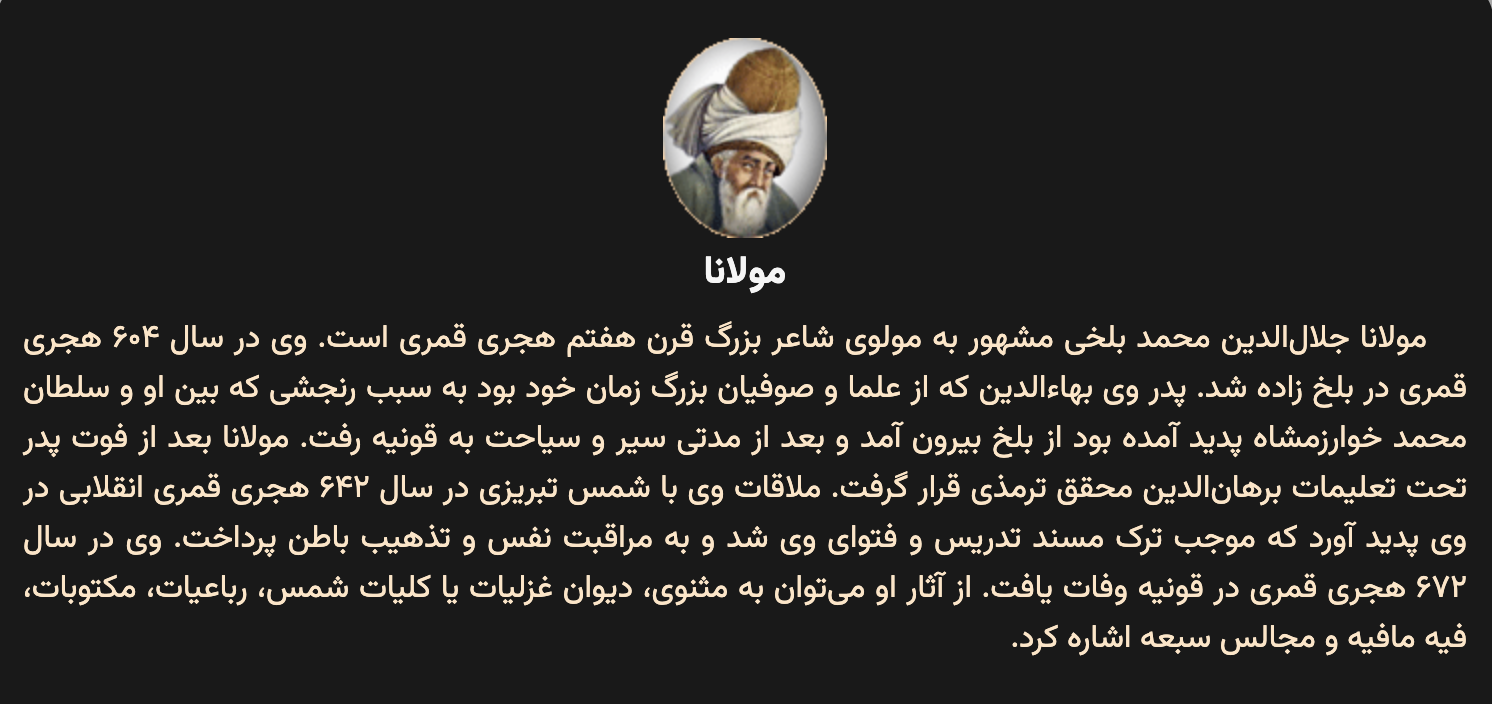 مولانا
مولانا جلال‌الدین محمد بلخی مشهور به مولوی شاعر بزرگ قرن هفتم هجری قمری است. وی در سال ۶۰۴ هجری
قمری در بلخ زاده شد. پدر وی بهاءالدین که از علما و صوفیان بزرگ زمان خود بود به سبب رنجشی که بین او و سلطان
محمد خوارزمشاه پدید آمده بود از بلخ بیرون آمد و بعد از مدتی سیر و سیاحت به قونیه رفت. مولانا بعد از فوت پدر
تحت تعلیمات برهان‌الدین محقق ترمذی قرار گرفت. ملاقات وی با شمس تبریزی در سال ۶۴۲ هجری قمری انقلابی در
وی پدید آورد که موجب ترک مسند تدریس و فتوای وی شد و به مراقبت نفس و تذهیب باطن پرداخت. وی در سال
۶۷۲ هجری قمری در قونیه وفات یافت. از آثار او می‌توان به مثنوی، دیوان غزلیات یا کلیات شمس، رباعیات، مکتوبات،
فیه مافیه و مجالس سبعه اشاره کرد.